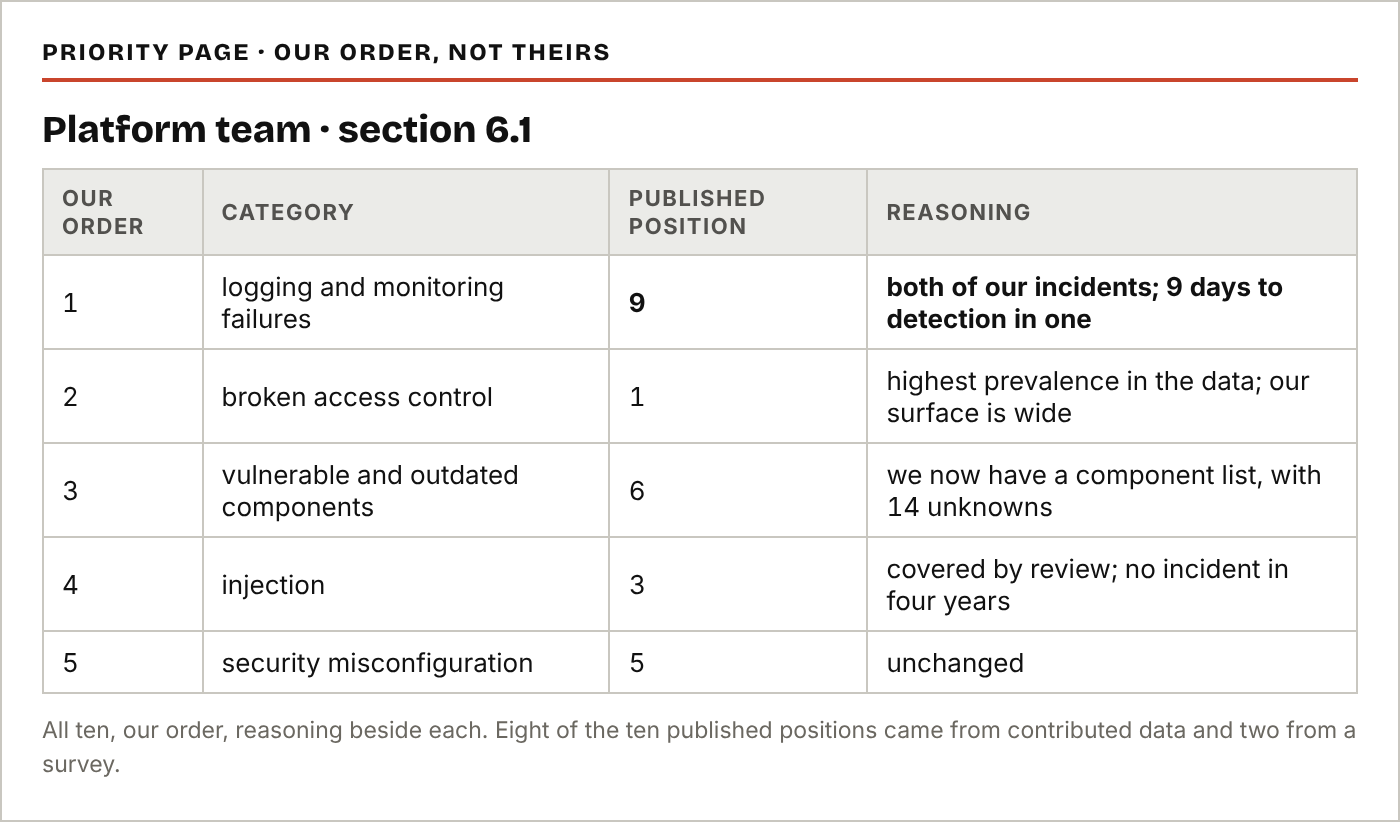 PRIORITY PAGE · OUR ORDER, NOT THEIRS
Platform team · section 6.1
OUR
ORDER
CATEGORY
PUBLISHED
POSITION
REASONING
1
logging and monitoring
failures
9
both of our incidents; 9 days to
detection in one
2
broken access control
1
highest prevalence in the data; our
surface is wide
3
vulnerable and outdated
components
6
we now have a component list, with
14 unknowns
4
injection
3
covered by review; no incident in
four years
5
security misconfiguration
5
unchanged
All ten, our order, reasoning beside each. Eight of the ten published positions came from contributed data and two from a
survey.